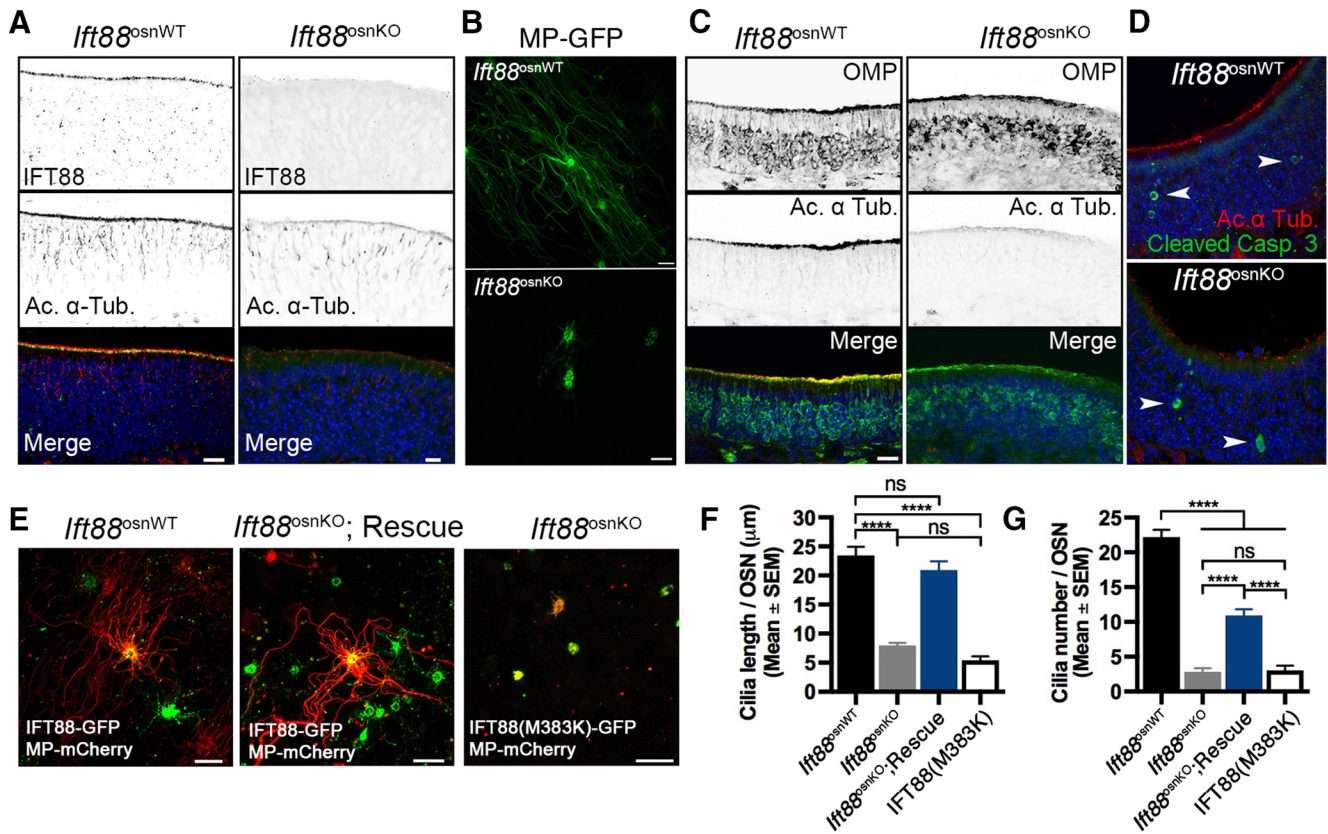 A
Ift88osnWT
Ift88osnKO
IFT88
IFT88
Ac. α-Tub.
Ac. α-Tub.
Merge
Merge
B
MP-GFP
Ift88osnWT
Ift88osnKO
C
Ift88osnWT
Ift88osnKO
OMP
OMP
Ac. α Tub.
Ac. α Tub.
Merge
Merge
D
Ift88osnWT
Ac.α Tub.
Cleaved Casp. 3
Ift88osnKO
E
Ift88osnWT
Ift88osnKO; Rescue
Ift88osnKO
IFT88-GFP
MP-mCherry
IFT88-GFP
MP-mCherry
IFT88(M383K)-GFP
MP-mCherry
F
Cilia length / OSN (µm)
(Mean ± SEM)
30
25
20
15
10
5
0
ns
****
****
ns
Ift88osnWT
Ift88osnKO
Ift88osnKO;Rescue
IFT88(M383K)
G
Cilia number / OSN
(Mean ± SEM)
25
20
15
10
5
0
****
ns
****
****
Ift88osnWT
Ift88osnKO
Ift88osnKO;Rescue
IFT88(M383K)